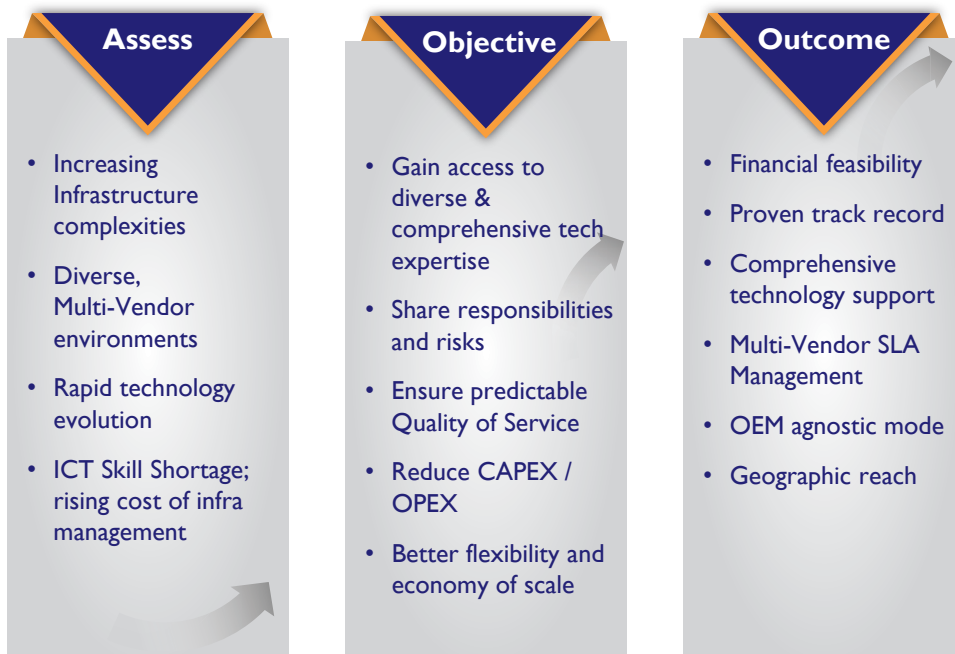 Assess
• Increasing
Infrastructure
complexities
• Diverse,
Multi-Vendor
environments
• Rapid technology
evolution
• ICT Skill Shortage;
rising cost of infra
management
Objective
• Gain access to
diverse &
comprehensive tech
expertise
• Share responsibilities
and risks
• Ensure predictable
Quality of Service
• Reduce CAPEX /
OPEX
• Better flexibility and
economy of scale
Outcome
• Financial feasibility
• Proven track record
• Comprehensive
technology support
• Multi-Vendor SLA
Management
• OEM agnostic mode
• Geographic reach